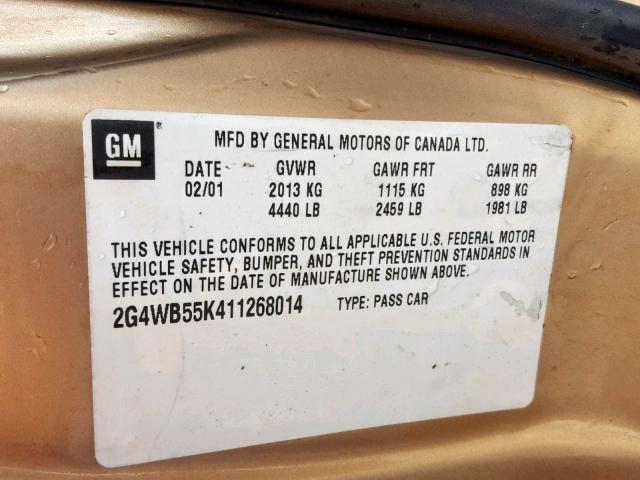 GM ®
MFD BY GENERAL MOTORS OF CANADA LTD.
DATE GVWR GAWR FRT GAWR RR
02/01 2013 KG 1115 KG 898 KG
4440 LB 2459 LB 1981 LB
THIS VEHICLE CONFORMS TO ALL APPLICABLE U.S. FEDERAL MOTOR
VEHICLE SAFETY, BUMPER, AND THEFT PREVENTION STANDARDS IN
EFFECT ON THE DATE OF MANUFACTURE SHOWN ABOVE.
2G4WB55K411268014 TYPE: PASS CAR